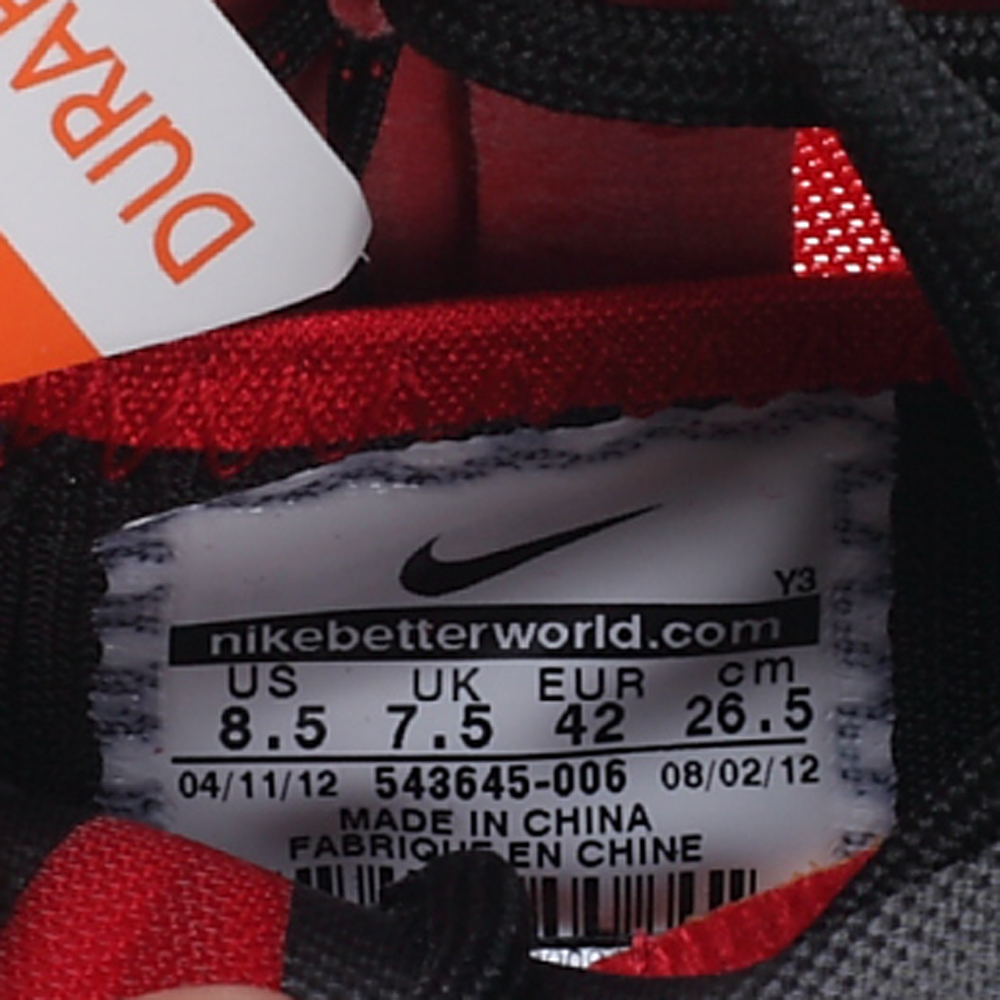 DURA
Y3
nikebetterworld.com
US UK EUR cm
8.5 7.5 42 26.5
04/11/12 543645-006 08/02/12
MADE IN CHINA
FABRIQUE EN CHINE